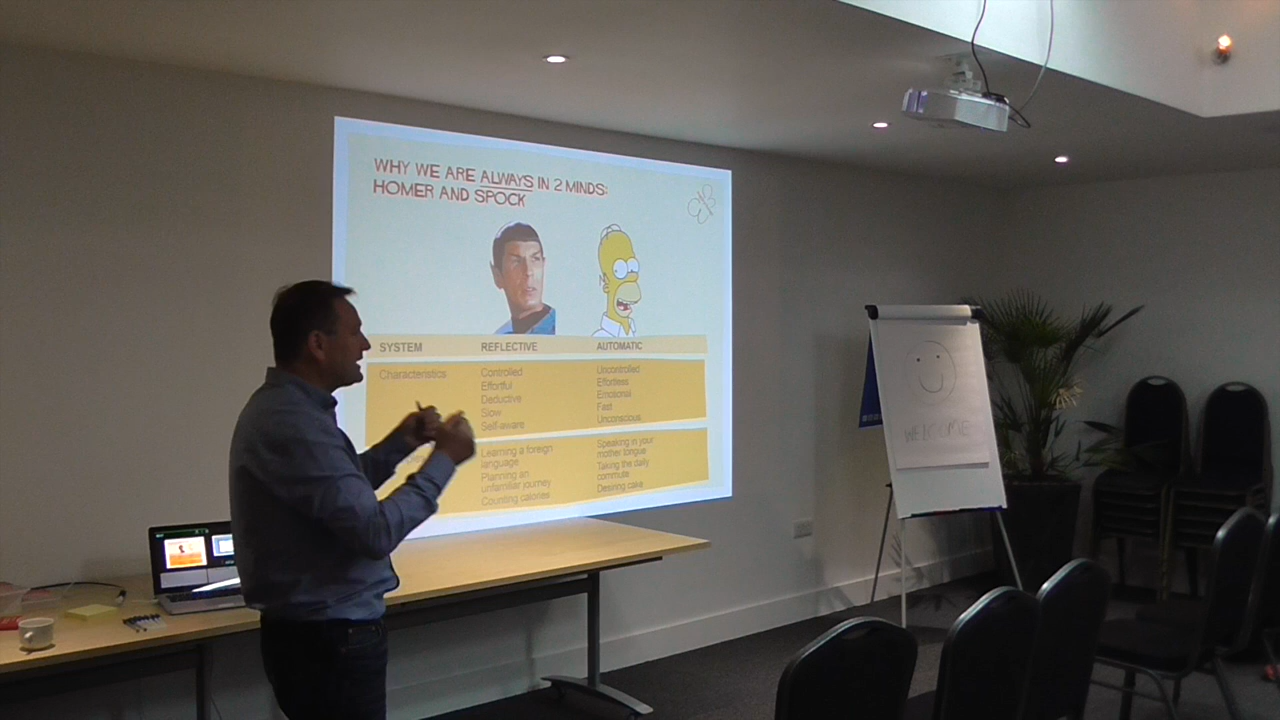 WHY WE ARE ALWAYS IN 2 MINDS:
HOMER AND SPOCK
SYSTEM
REFLECTIVE
AUTOMATIC
Characteristics
Controlled
Effortful
Deductive
Slow
Self-aware
Uncontrolled
Effortless
Emotional
Fast
Unconscious
Learning a foreign
language
Planning an
unfamiliar journey
Counting calories
Speaking in your
mother tongue
Taking the daily
commute
Desiring cake
WELCOME